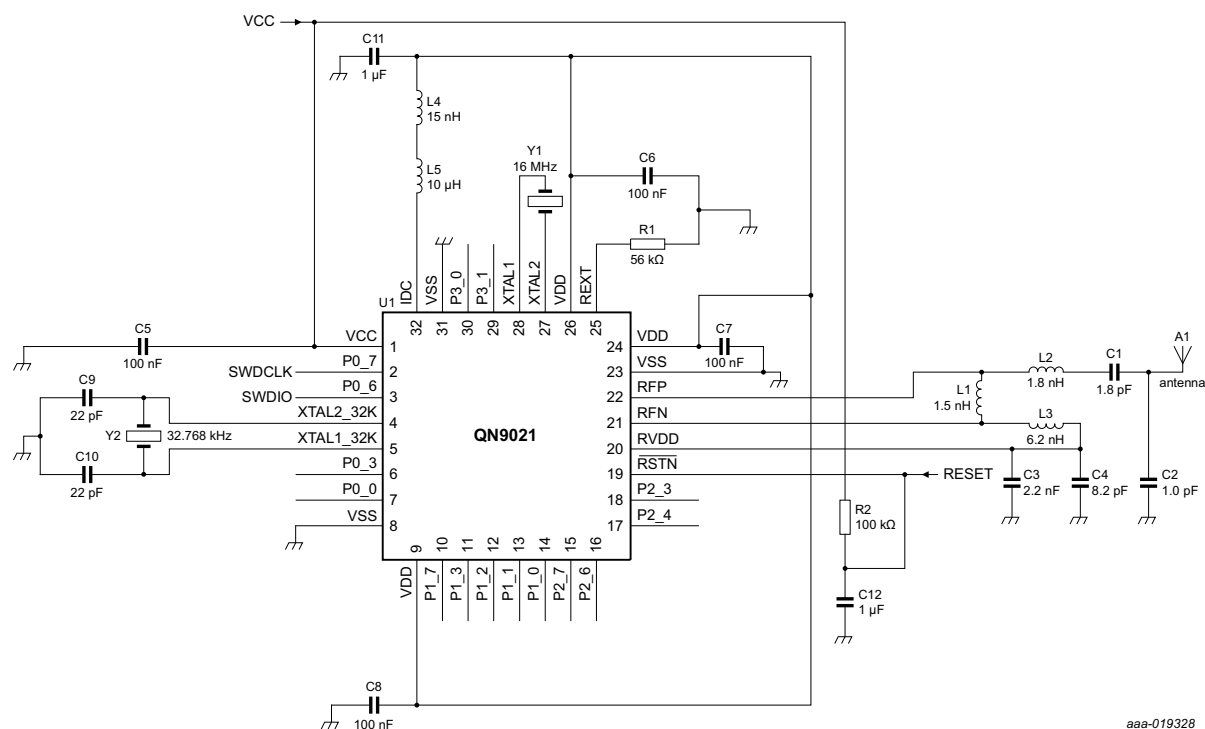 VCC
C11
1 μF
L4
15 nH
L5
10 μH
Y1
16 MHz
C6
100 nF
R1
56 kΩ
U1
IDC
VSS
P3_0
P3_1
XTAL1
XTAL2
VDD
REXT
32
31
30
29
28
27
26
25
C5
100 nF
VCC
1
SWDCLK
P0_7
2
SWDIO
P0_6
3
C9
22 pF
XTAL2_32K
4
Y2
32.768 kHz
XTAL1_32K
5
C10
22 pF
P0_3
6
P0_0
7
VSS
8
QN9021
24
VDD
C7
100 nF
23
VSS
22
RFP
21
RFN
20
RVDD
19
RSTN
RESET
18
P2_3
17
P2_4
L1
1.5 nH
L2
1.8 nH
C1
1.8 pF
A1
antenna
L3
6.2 nH
C3
2.2 nF
C4
8.2 pF
C2
1.0 pF
R2
100 kΩ
C12
1 μF
9
10
11
12
13
14
15
16
VDD
P1_7
P1_3
P1_2
P1_1
P1_0
P2_7
P2_6
C8
100 nF
aaa-019328